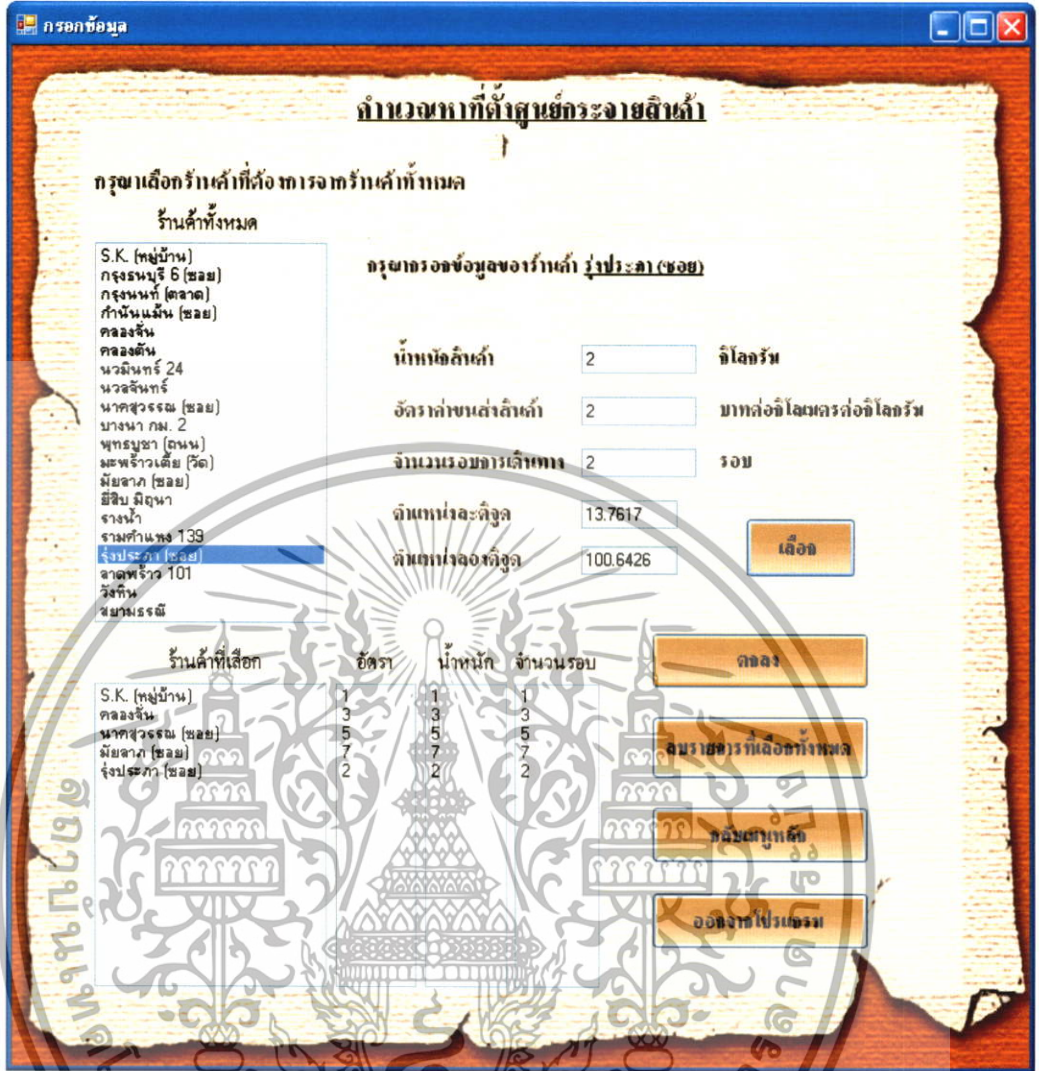 กรอกข้อมูล
คำนวณหาที่ตั้งศูนย์กระจายสินค้า
กรุณาเลือกร้านค้าที่ต้องการจากร้านค้าทั้งหมด
ร้านค้าทั้งหมด
S.K. (หมู่บ้าน)
กรุงธนบุรี 6 (ซอย)
กรุงนนท์ (ตลาด)
กำนันแม้น (ซอย)
คลองจั่น
คลองตัน
นวมินทร์ 24
นวลจันทร์
นาคสุวรรณ (ซอย)
บางนา กม. 2
พุทธบูชา (ถนน)
มะพร้าวเตี้ย (วัด)
มัยลาภ (ซอย)
ยี่สิบ มิถุนา
รางน้ำ
รามคำแหง 139
รุ่งประภา (ซอย)
ลาดพร้าว 101
วังหิน
สยามธรณี
กรุณากรอกข้อมูลของร้านค้า รุ่งประภา (ซอย)
น้ำหนักสินค้า 2 กิโลกรัม
อัตราค่าขนส่งสินค้า 2 บาทต่อกิโลเมตรต่อกิโลกรัม
จำนวนรอบการเดินทาง 2 รอบ
ตำแหน่งละติจูด 13.7617
ตำแหน่งลองติจูด 100.6426
เลือก
ร้านค้าที่เลือก อัตรา น้ำหนัก จำนวนรอบ
S.K. (หมู่บ้าน) 1 1 1
คลองจั่น 3 3 3
นาคสุวรรณ (ซอย) 5 5 5
มัยลาภ (ซอย) 7 7 7
รุ่งประภา (ซอย) 2 2 2
ตกลง
ลบรายการที่เลือกทั้งหมด
กลับเมนูหลัก
ออกจากโปรแกรม